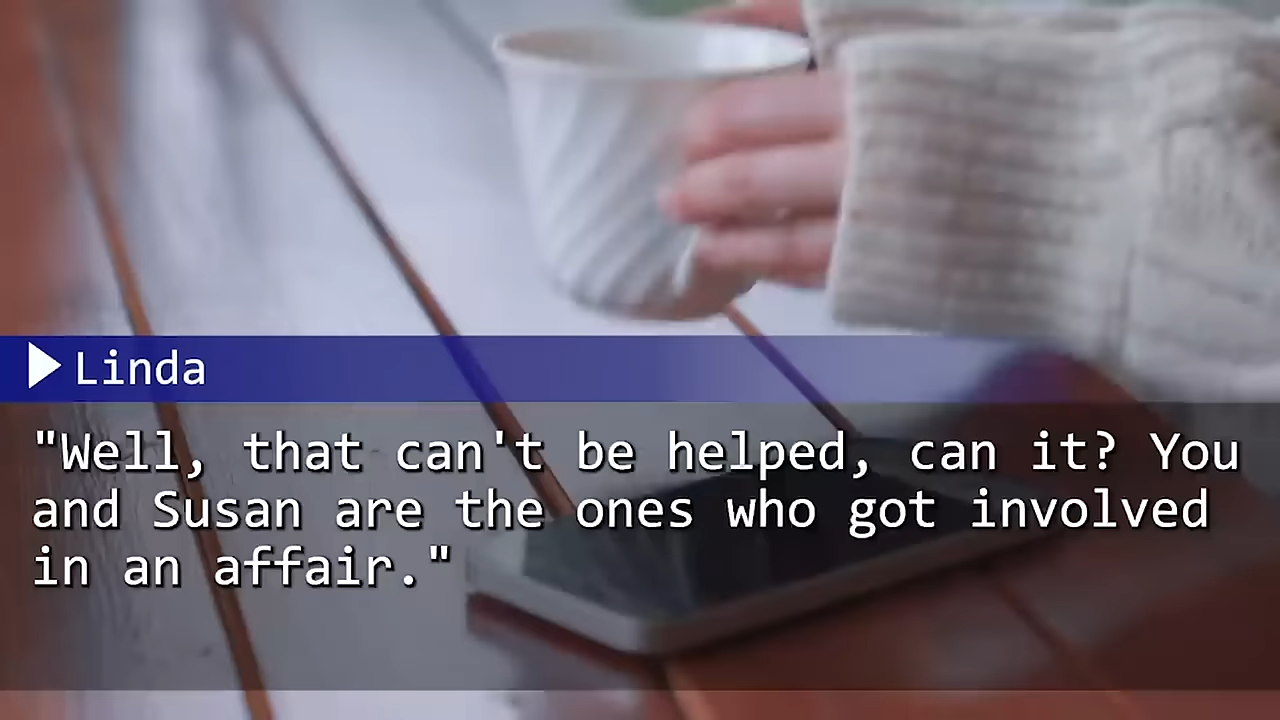 Linda
"Well, that can't be helped, can it? You
and Susan are the ones who got involved
in an affair."